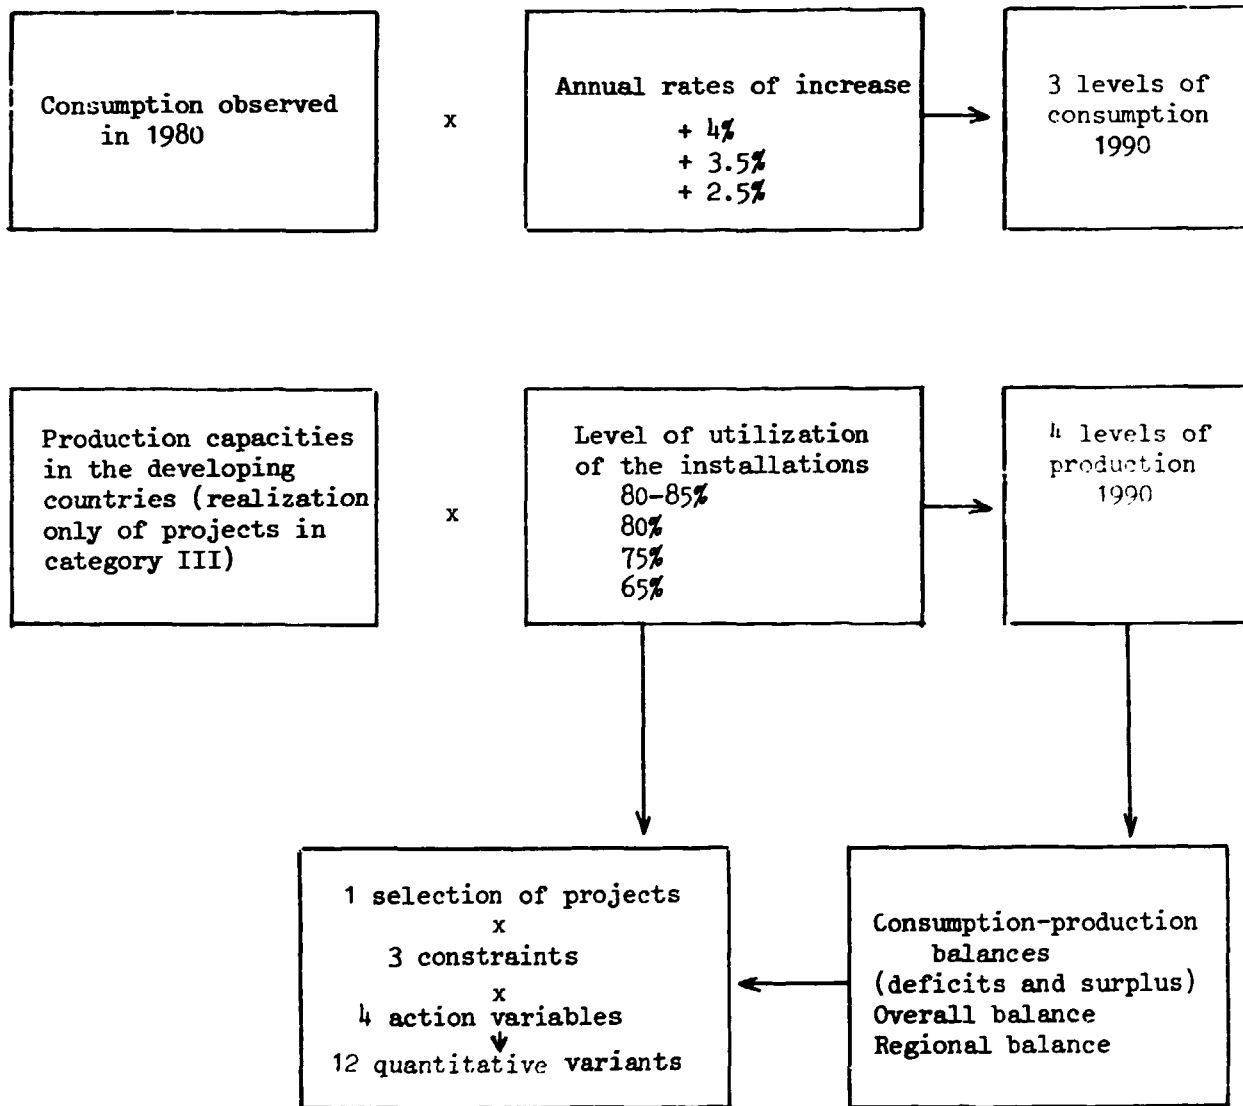 Consumption observed
in 1980
x
Annual rates of increase
+ 4%
+ 3.5%
+ 2.5%
3 levels of
consumption
1990
Production capacities
in the developing
countries (realization
only of projects in
category III)
x
Level of utilization
of the installations
80-85%
80%
75%
65%
4 levels of
production
1990
1 selection of projects
x
3 constraints
x
4 action variables
12 quantitative variants
Consumption-production
balances
(deficits and surplus)
Overall balance
Regional balance